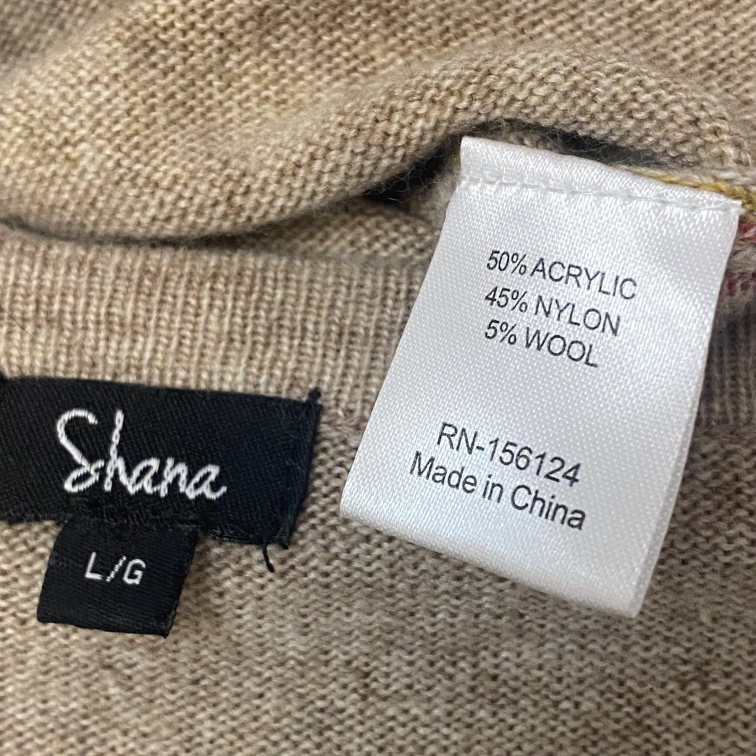 50% ACRYLIC
45% NYLON
5% WOOL
RN-156124
Made in China
Shana
L/G